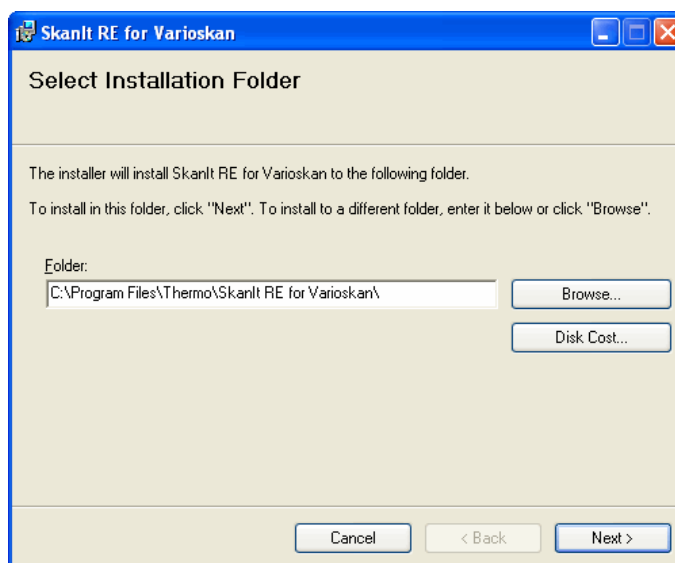 SkanIt RE for Varioskan
Select Installation Folder
The installer will install SkanIt RE for Varioskan to the following folder.
To install in this folder, click "Next". To install to a different folder, enter it below or click "Browse".
Folder:
C:\Program Files\Thermo\SkanIt RE for Varioskan\
Browse...
Disk Cost...
Cancel
< Back
Next >